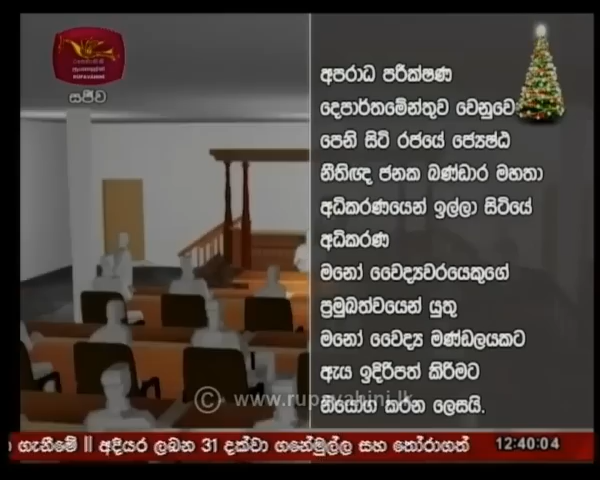 RUPAVAHINI
සජීව
අපරාධ පරීක්ෂණ
දෙපාර්තමේන්තුව වෙනුවෙ
පෙනී සිටි රජයේ ජ්‍යෙෂ්ඨ
නීතිඥ ජනක බණ්ඩාර මහතා
අධිකරණයෙන් ඉල්ලා සිටියේ
අධිකරණ
මනෝ වෛද්‍යවරයෙකුගේ
ප්‍රමුඛත්වයෙන් යුතු
මනෝ වෛද්‍ය මණ්ඩලයකට
ඇය ඉදිරිපත් කිරීමට
නියෝග කරන ලෙසයි.
© www.rupavahini.lk
ගැනීමේ || අදියර ලබන 31 දක්වා ගනේමුල්ල සහ තෝරාගත් 12:40:04